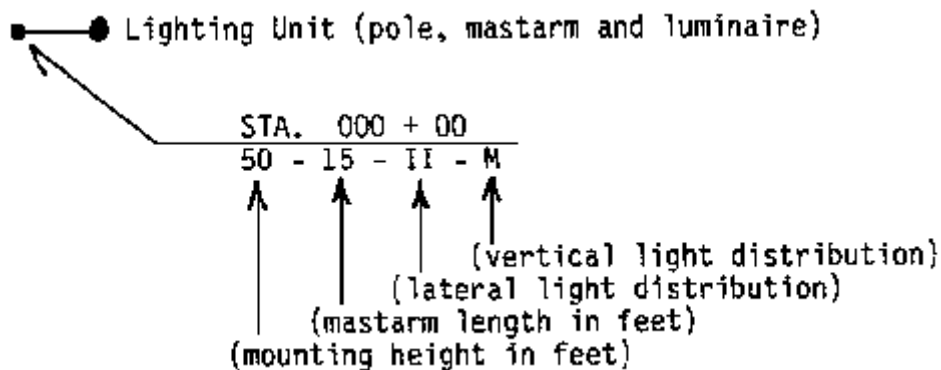 Lighting Unit (pole, mastarm and luminaire)
STA. 000 + 00
50 - 15 - II - M
(vertical light distribution)
(lateral light distribution)
(mastarm length in feet)
(mounting height in feet)